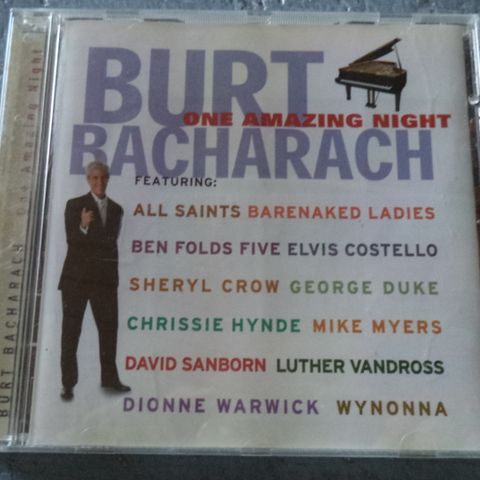 BURT
ONE AMAZING NIGHT
BACHARACH
FEATURING:
ALL SAINTS BARENAKED LADIES
BEN FOLDS FIVE ELVIS COSTELLO
SHERYL CROW GEORGE DUKE
CHRISSIE HYNDE MIKE MYERS
DAVID SANBORN LUTHER VANDROSS
DIONNE WARWICK WYNONNA
BURT BACHARACH One Amazing Night